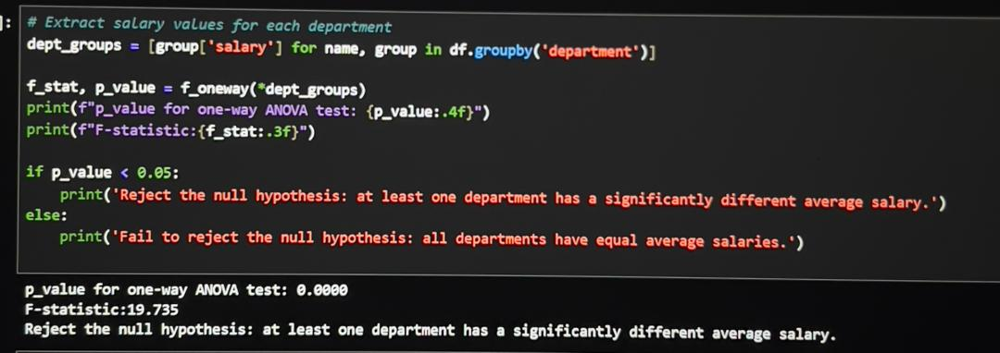 ]:
# Extract salary values for each department
dept_groups = [group['salary'] for name, group in df.groupby('department')]
f_stat, p_value = f_oneway(*dept_groups)
print(f"p_value for one-way ANOVA test: {p_value:.4f}")
print(f"F-statistic:{f_stat:.3f}")
if p_value < 0.05:
    print('Reject the null hypothesis: at least one department has a significantly different average salary.')
else:
    print('Fail to reject the null hypothesis: all departments have equal average salaries.')
p_value for one-way ANOVA test: 0.0000
F-statistic:19.735
Reject the null hypothesis: at least one department has a significantly different average salary.